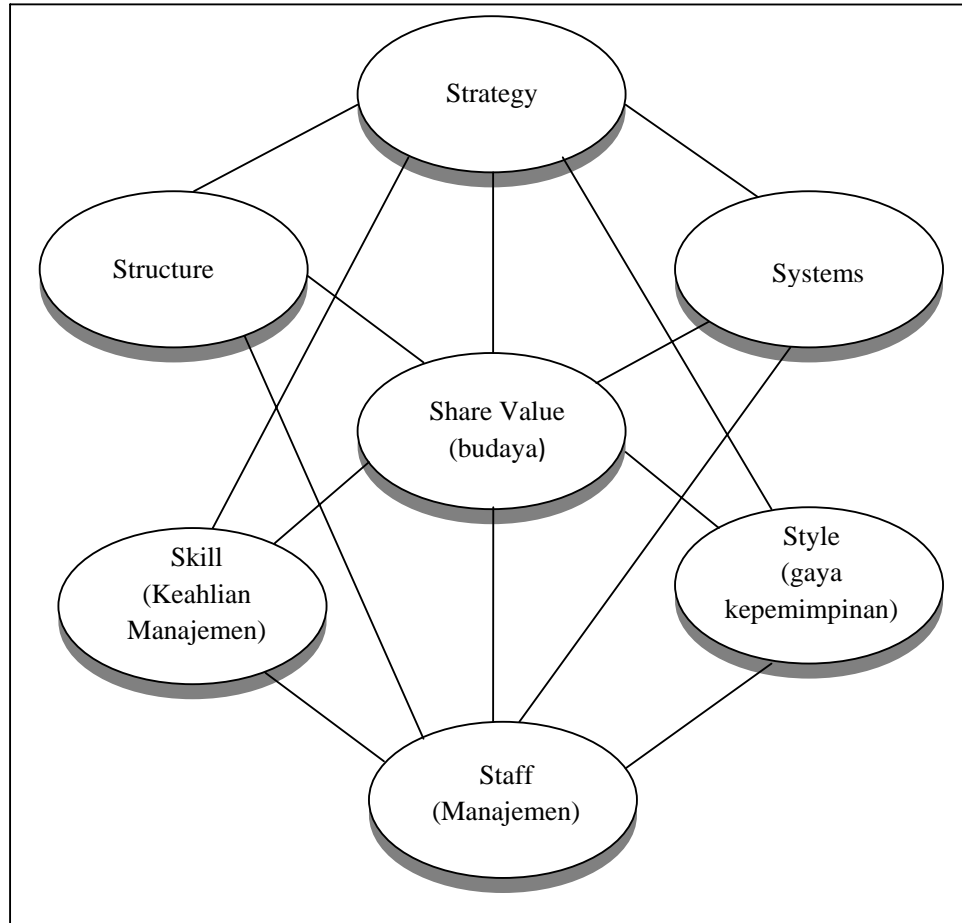 Strategy
Structure
Systems
Share Value
(budaya)
Skill
(Keahlian
Manajemen)
Style
(gaya
kepemimpinan)
Staff
(Manajemen)